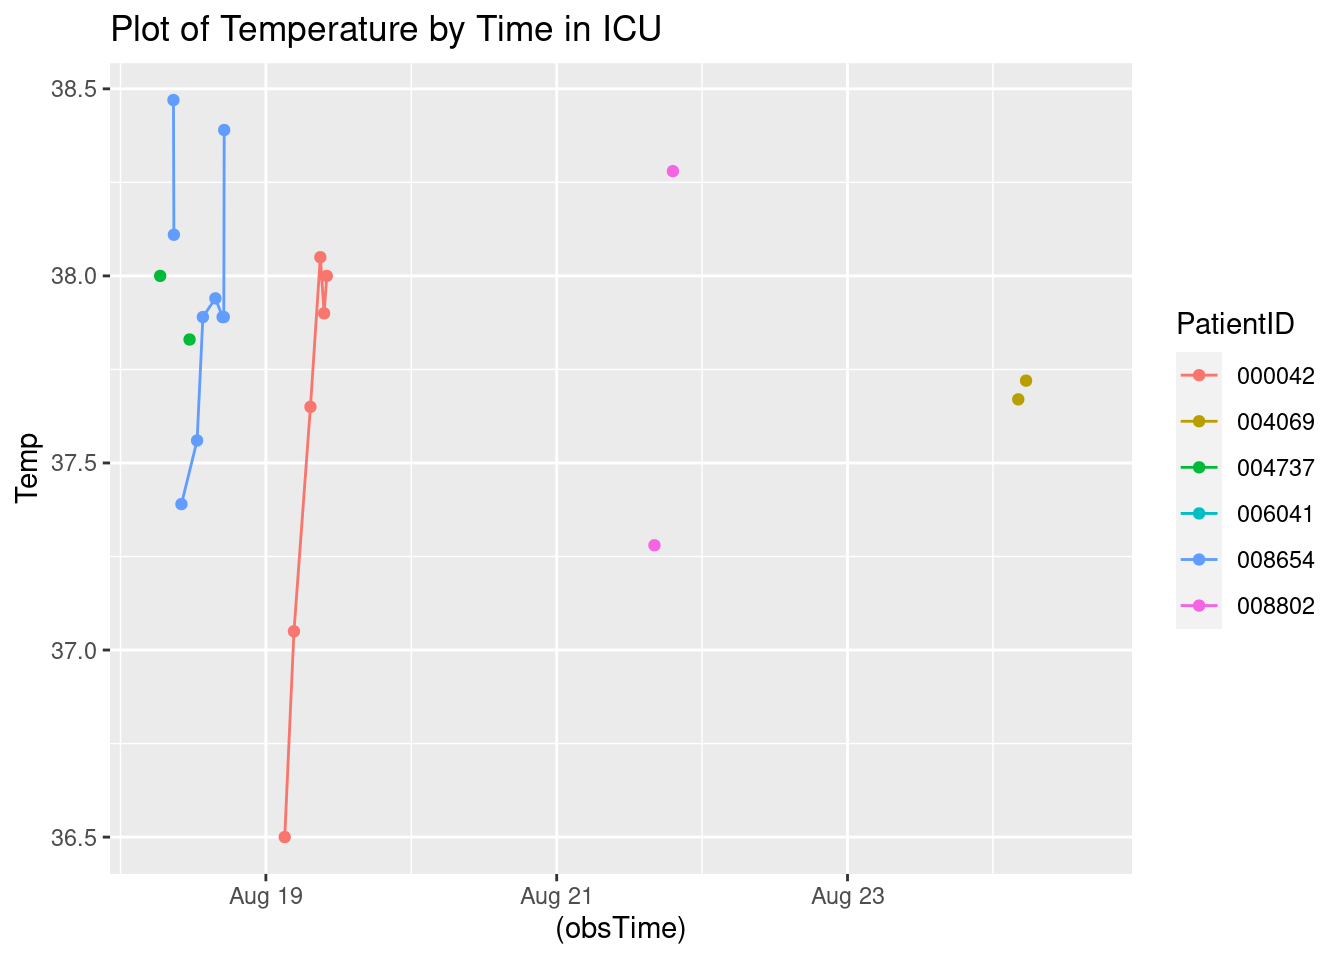 Plot of Temperature by Time in ICU
38.5
38.0
37.5
37.0
36.5
Temp
Aug 19
Aug 21
Aug 23
(obsTime)
PatientID
000042
004069
004737
006041
008654
008802